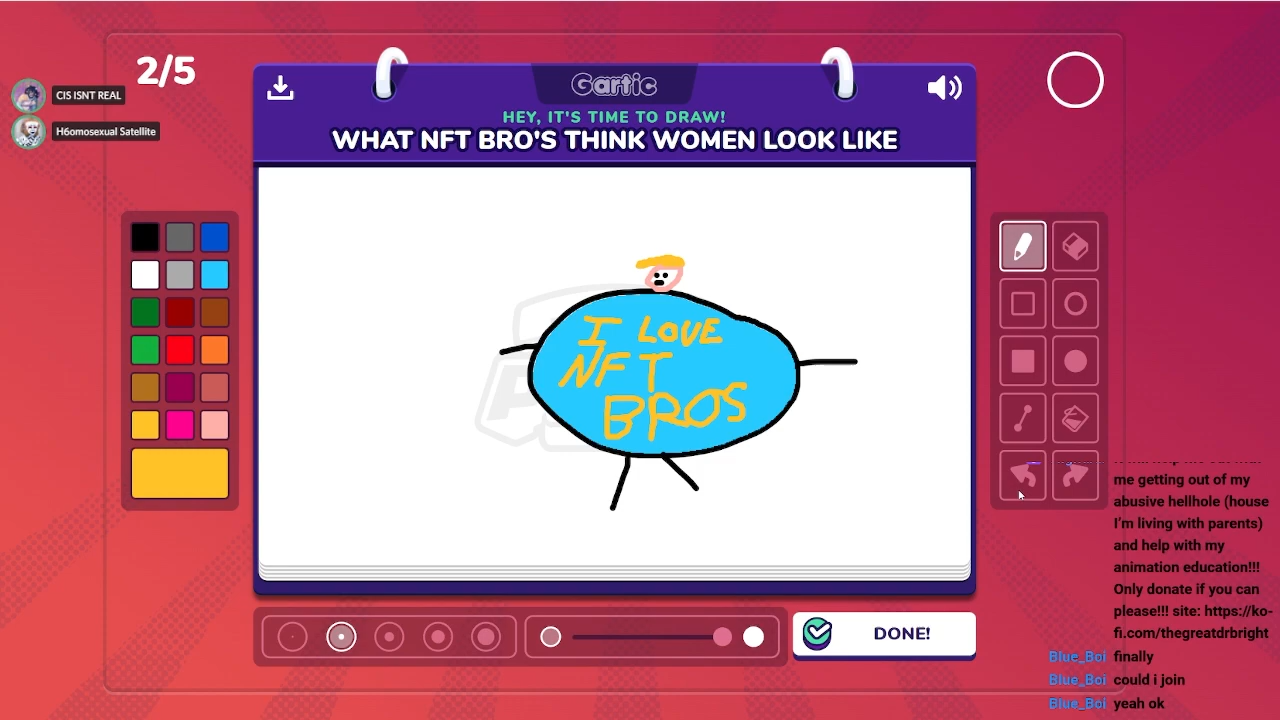 2/5
CIS ISNT REAL
H6omosexual Satellite
Gartic
HEY, IT'S TIME TO DRAW!
WHAT NFT BRO'S THINK WOMEN LOOK LIKE
I LOVE
NFT
BROS
DONE!
me getting out of my
abusive hellhole (house
I'm living with parents)
and help with my
animation education!!!
Only donate if you can
please!!! site: https://ko-
fi.com/thegreatdrbright
Blue_Boi finally
Blue_Boi could i join
Blue_Boi yeah ok